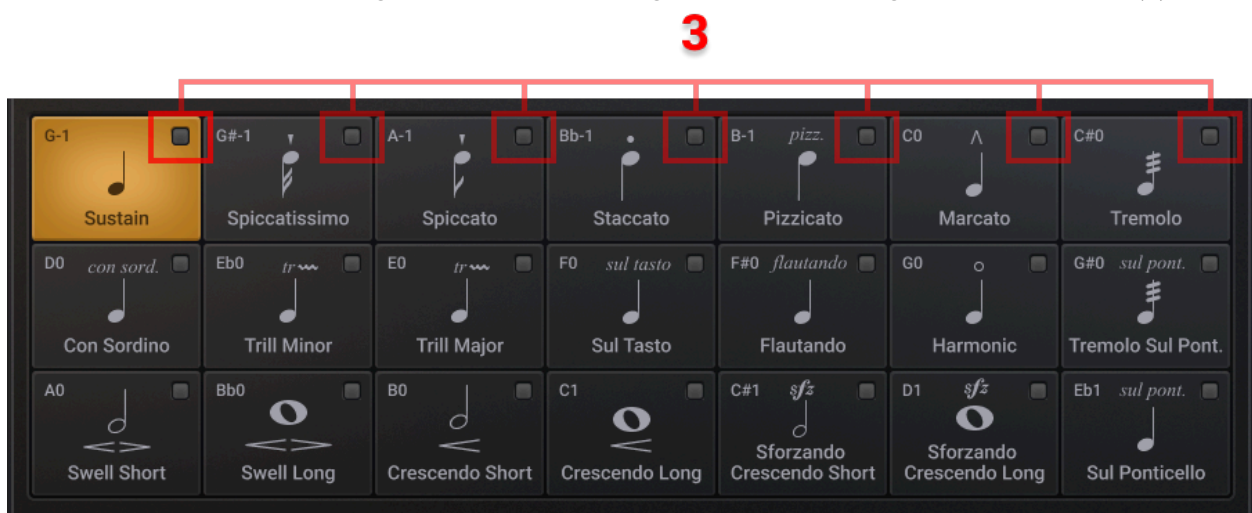 3
G-1 G#-1 A-1 Bb-1 B-1 pizz. C0 C#0
Sustain Spiccatissimo Spiccato Staccato Pizzicato Marcato Tremolo
D0 con sord. Eb0 tr E0 tr F0 sul tasto F#0 flautando G0 G#0 sul pont.
Con Sordino Trill Minor Trill Major Sul Tasto Flautando Harmonic Tremolo Sul Pont.
A0 Bb0 B0 C1 C#1 sfz D1 sfz Eb1 sul pont.
Swell Short Swell Long Crescendo Short Crescendo Long Sforzando Crescendo Short Sforzando Crescendo Long Sul Ponticello